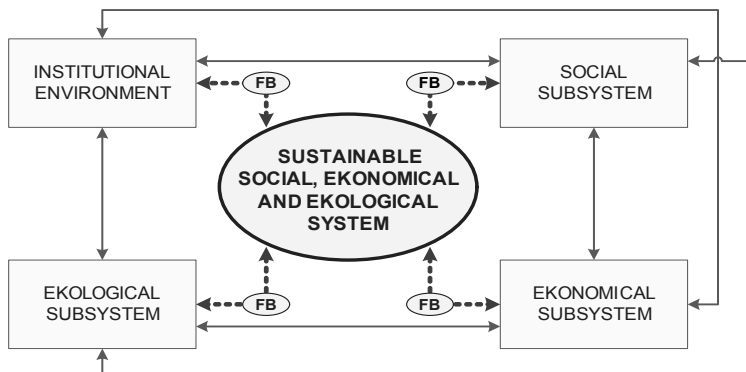 INSTITUTIONAL
ENVIRONMENT
FB
FB
SOCIAL
SUBSYSTEM
SUSTAINABLE
SOCIAL, EKONOMICAL
AND EKOLOGICAL
SYSTEM
EKOLOGICAL
SUBSYSTEM
FB
FB
EKONOMICAL
SUBSYSTEM